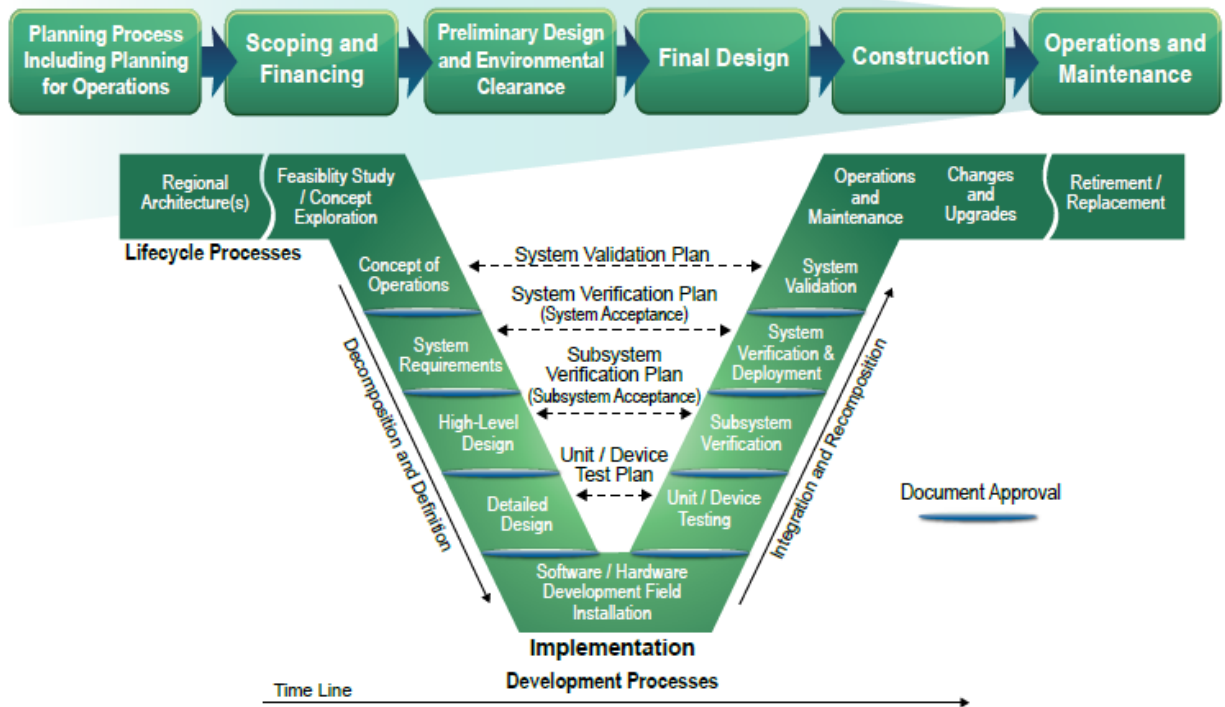 Planning Process
Including Planning
for Operations
Scoping and
Financing
Preliminary Design
and Environmental
Clearance
Final Design
Construction
Operations and
Maintenance
Regional
Architecture(s)
Feasiblity Study
/ Concept
Exploration
Operations
and
Maintenance
Changes
and
Upgrades
Retirement /
Replacement
Lifecycle Processes
Concept of
Operations
System Validation Plan
System
Validation
System Verification Plan
(System Acceptance)
System
Requirements
System
Verification &
Deployment
Subsystem
Verification Plan
(Subsystem Acceptance)
High-Level
Design
Subsystem
Verification
Unit / Device
Test Plan
Detailed
Design
Unit / Device
Testing
Decomposition and Definition
Integration and Recomposition
Document Approval
Software / Hardware
Development Field
Installation
Implementation
Development Processes
Time Line